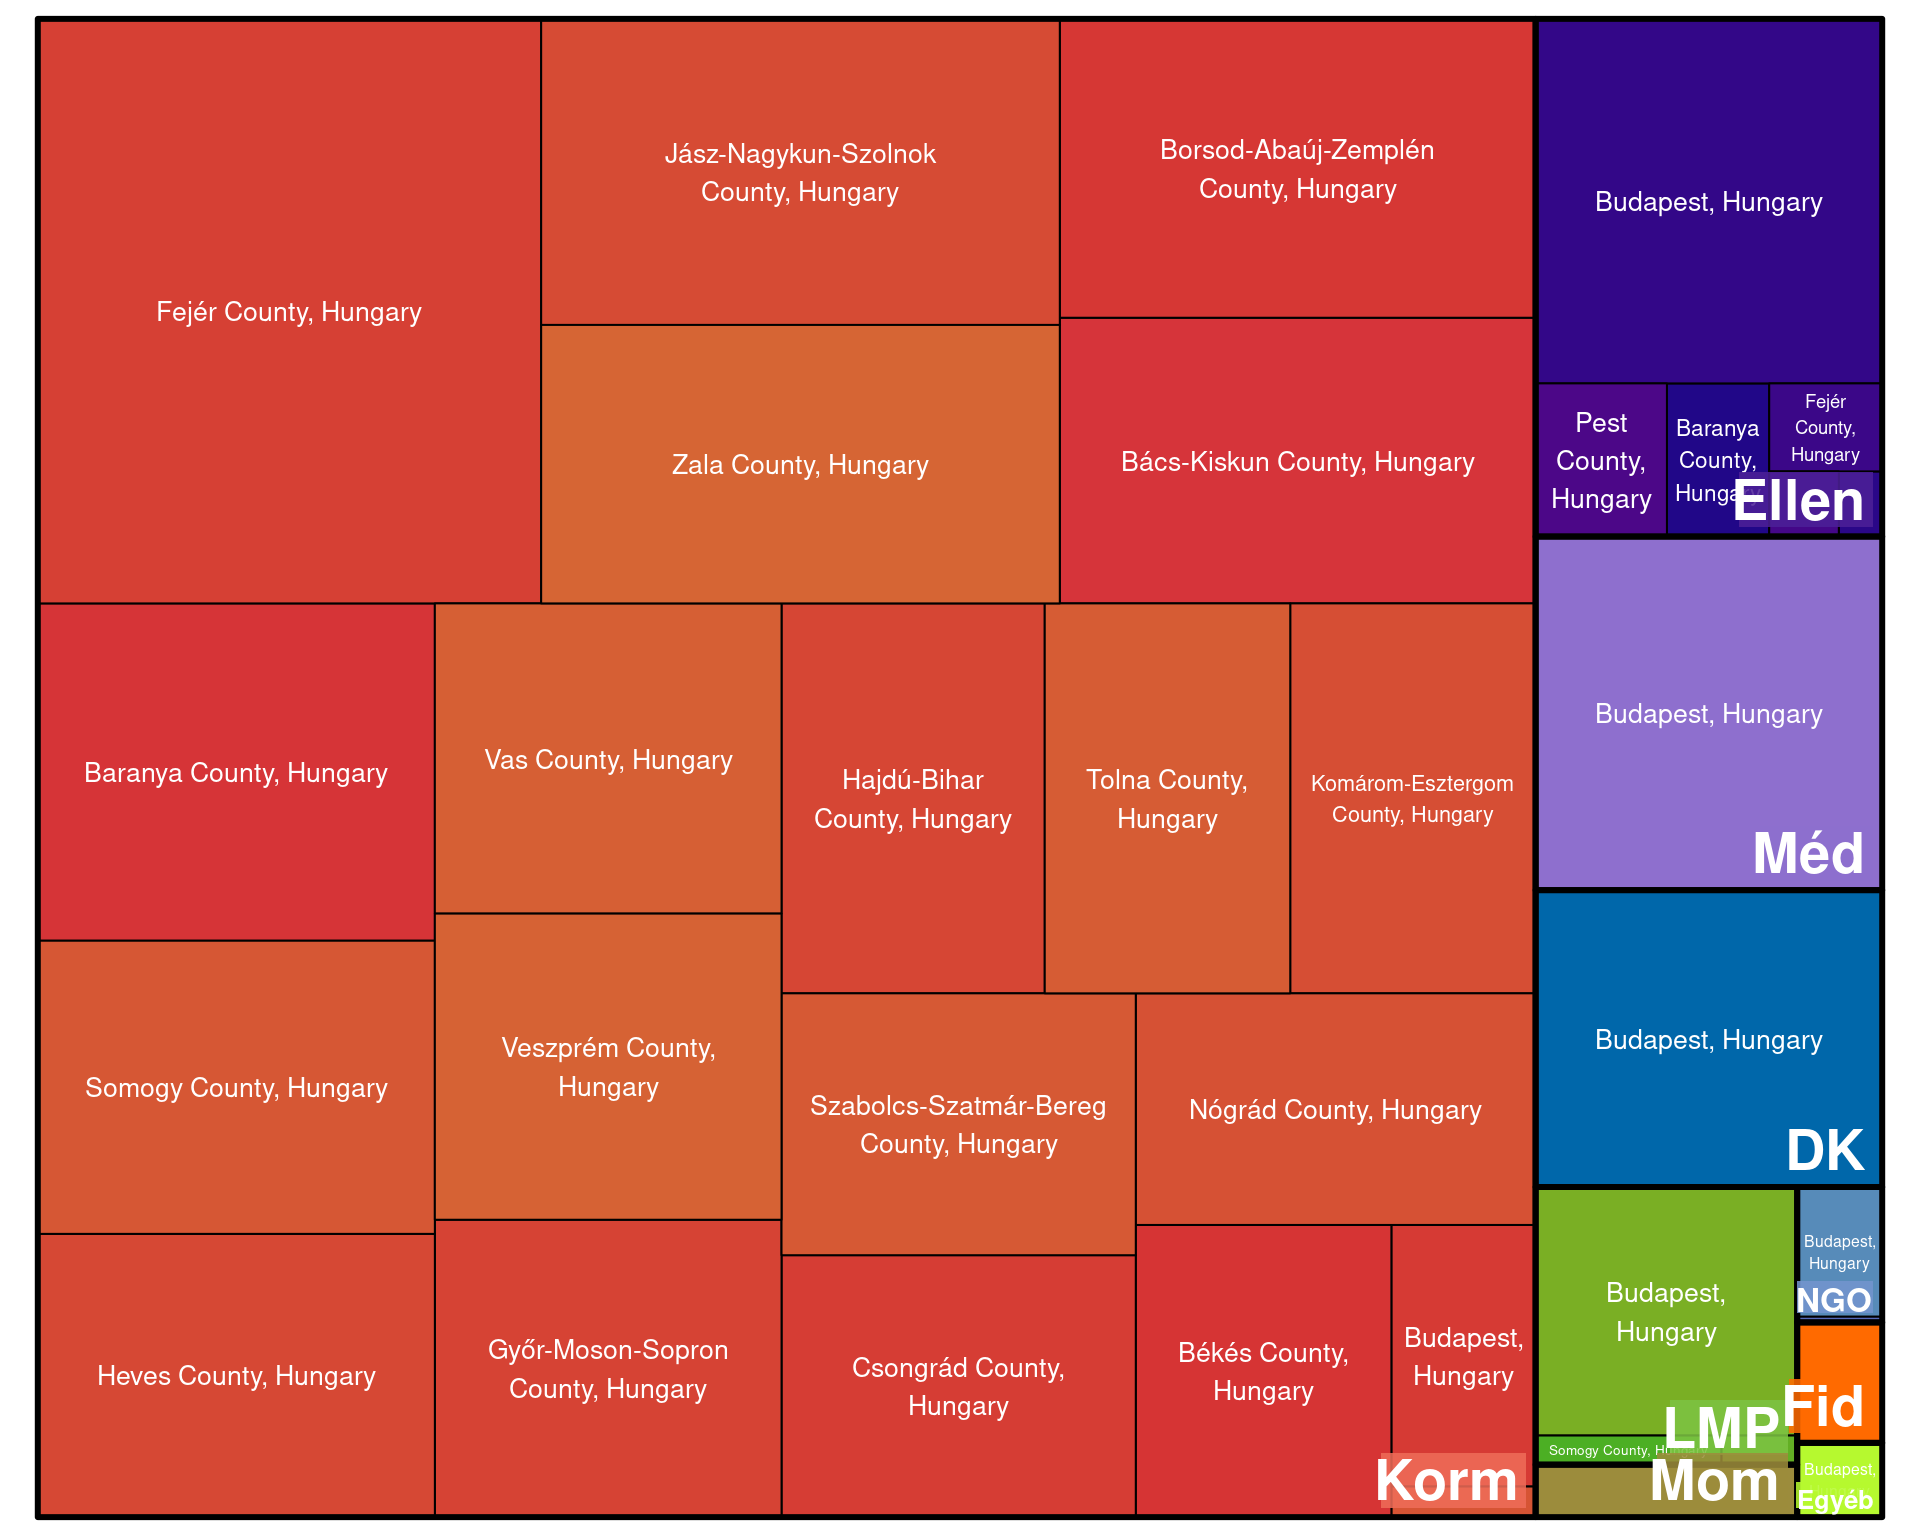 Fejér County, Hungary
Jász-Nagykun-Szolnok
County, Hungary
Zala County, Hungary
Borsod-Abaúj-Zemplén
County, Hungary
Bács-Kiskun County, Hungary
Baranya County, Hungary
Somogy County, Hungary
Heves County, Hungary
Vas County, Hungary
Veszprém County,
Hungary
Győr-Moson-Sopron
County, Hungary
Hajdú-Bihar
County, Hungary
Tolna County,
Hungary
Komárom-Esztergom
County, Hungary
Szabolcs-Szatmár-Bereg
County, Hungary
Nógrád County, Hungary
Csongrád County,
Hungary
Békés County,
Hungary
Budapest,
Hungary
Korm
Budapest, Hungary
Pest
County,
Hungary
Baranya
County,
Hungary
Fejér
County,
Hungary
Ellen
Budapest, Hungary
Méd
Budapest, Hungary
DK
Budapest,
Hungary
Somogy County, Hungary
LMP
Mom
Budapest,
Hungary
NGO
Fid
Budapest,
Egyéb